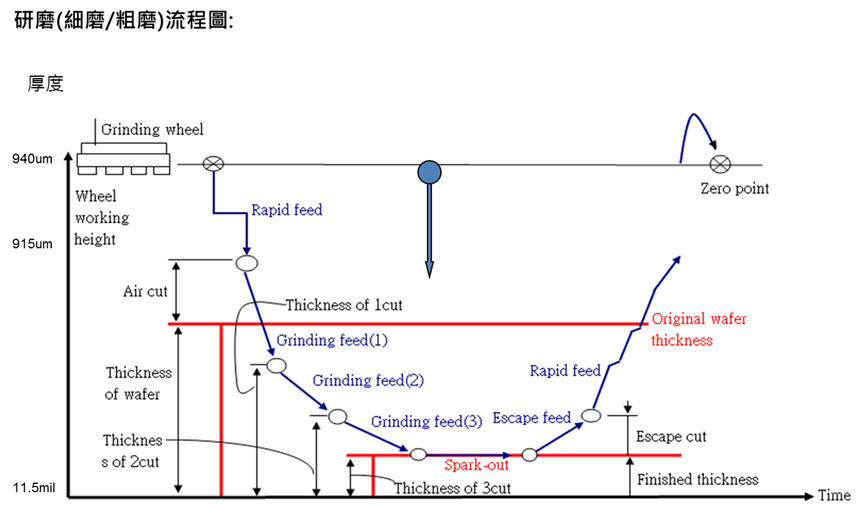 研磨(細磨/粗磨)流程圖:
厚度
Grinding wheel
940um
Wheel
working
height
Zero point
Rapid feed
915um
Air cut
Thickness of 1cut
Original wafer
thickness
Grinding feed(1)
Thickness
of wafer
Grinding feed(2)
Rapid feed
Grinding feed(3)
Escape feed
Escape cut
Thicknes
s of 2cut
Spark-out
Finished thickness
Thickness of 3cut
11.5mil
Time